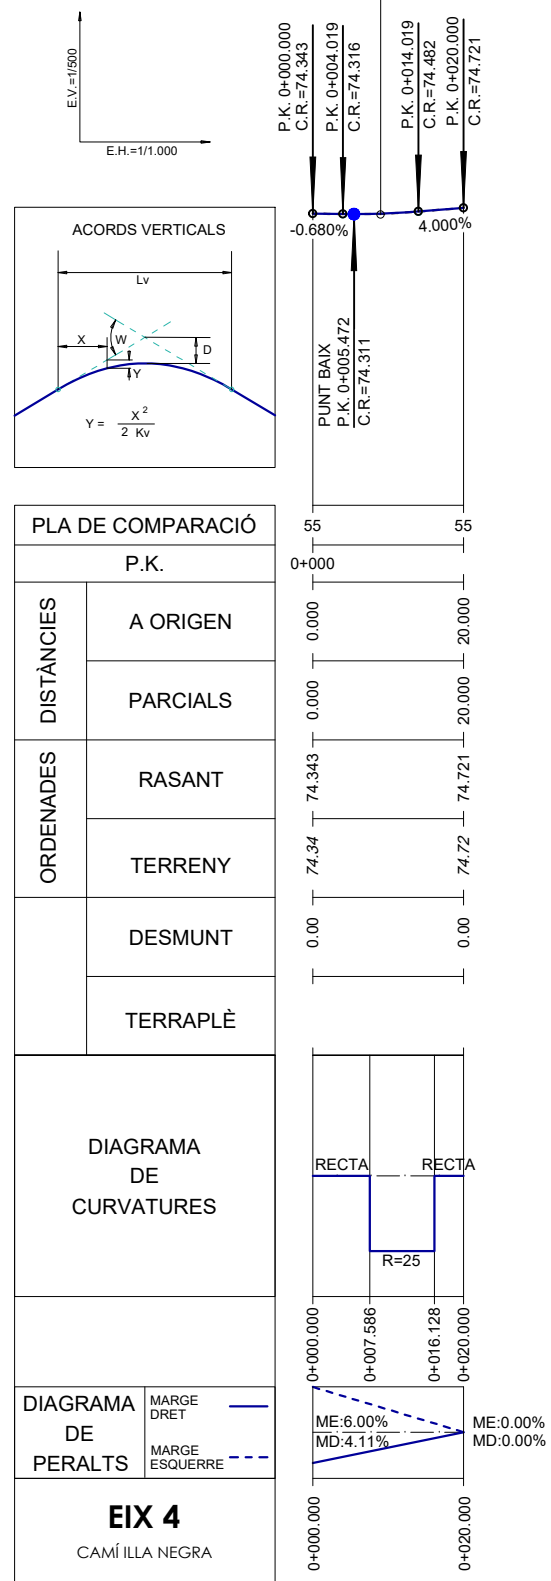 E.V.=1/500
E.H.=1/1.000
P.K. 0+000.000
C.R.=74.343
P.K. 0+004.019
C.R.=74.316
P.K. 0+014.019
C.R.=74.482
P.K. 0+020.000
C.R.=74.721
-0.680%
4.000%
PUNT BAIX
P.K. 0+005.472
C.R.=74.311
ACORDS VERTICALS
Lv
X
W
D
Y
Y = X 2
2 Kv
PLA DE COMPARACIÓ
55
55
P.K.
0+000
DISTÀNCIES
A ORIGEN
0.000
20.000
PARCIALS
0.000
20.000
ORDENADES
RASANT
74.343
74.721
TERRENY
74.34
74.72
DESMUNT
0.00
0.00
TERRAPLÈ
DIAGRAMA
DE
CURVATURES
RECTA
RECTA
R=25
0+000.000
0+007.586
0+016.128
0+020.000
DIAGRAMA
DE
PERALTS
MARGE
DRET
MARGE
ESQUERRE
ME:6.00%
MD:4.11%
ME:0.00%
MD:0.00%
EIX 4
CAMÍ ILLA NEGRA
0+000.000
0+020.000